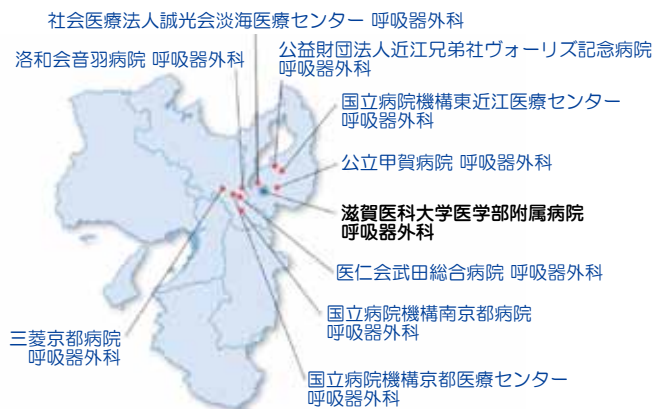 社会医療法人誠光会淡海医療センター 呼吸器外科
公益財団法人近江兄弟社ヴォーリズ記念病院
呼吸器外科
洛和会音羽病院 呼吸器外科
国立病院機構東近江医療センター
呼吸器外科
公立甲賀病院 呼吸器外科
滋賀医科大学医学部附属病院
呼吸器外科
医仁会武田総合病院 呼吸器外科
国立病院機構南京都病院
呼吸器外科
三菱京都病院
呼吸器外科
国立病院機構京都医療センター
呼吸器外科